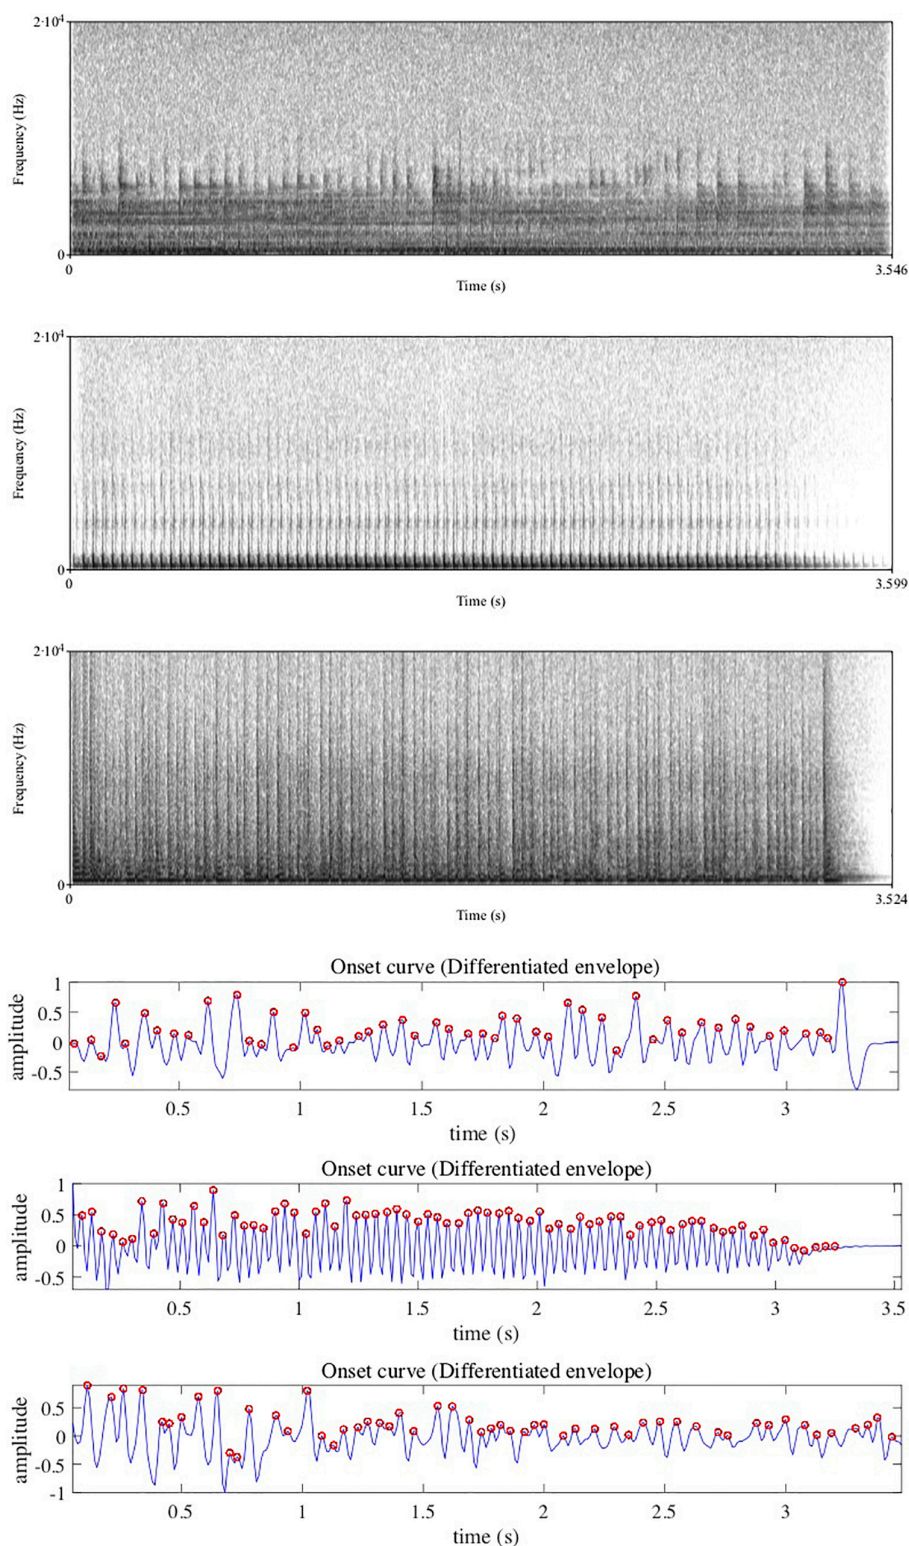 2·10⁴
Frequency (Hz)
0
0
3.546
Time (s)
2·10⁴
Frequency (Hz)
0
0
3.599
Time (s)
2·10⁴
Frequency (Hz)
0
0
3.524
Time (s)
Onset curve (Differentiated envelope)
1
0.5
0
-0.5
amplitude
0.5 1 1.5 2 2.5 3
time (s)
Onset curve (Differentiated envelope)
1
0.5
0
-0.5
amplitude
0.5 1 1.5 2 2.5 3 3.5
time (s)
Onset curve (Differentiated envelope)
0.5
0
-0.5
-1
amplitude
0.5 1 1.5 2 2.5 3
time (s)